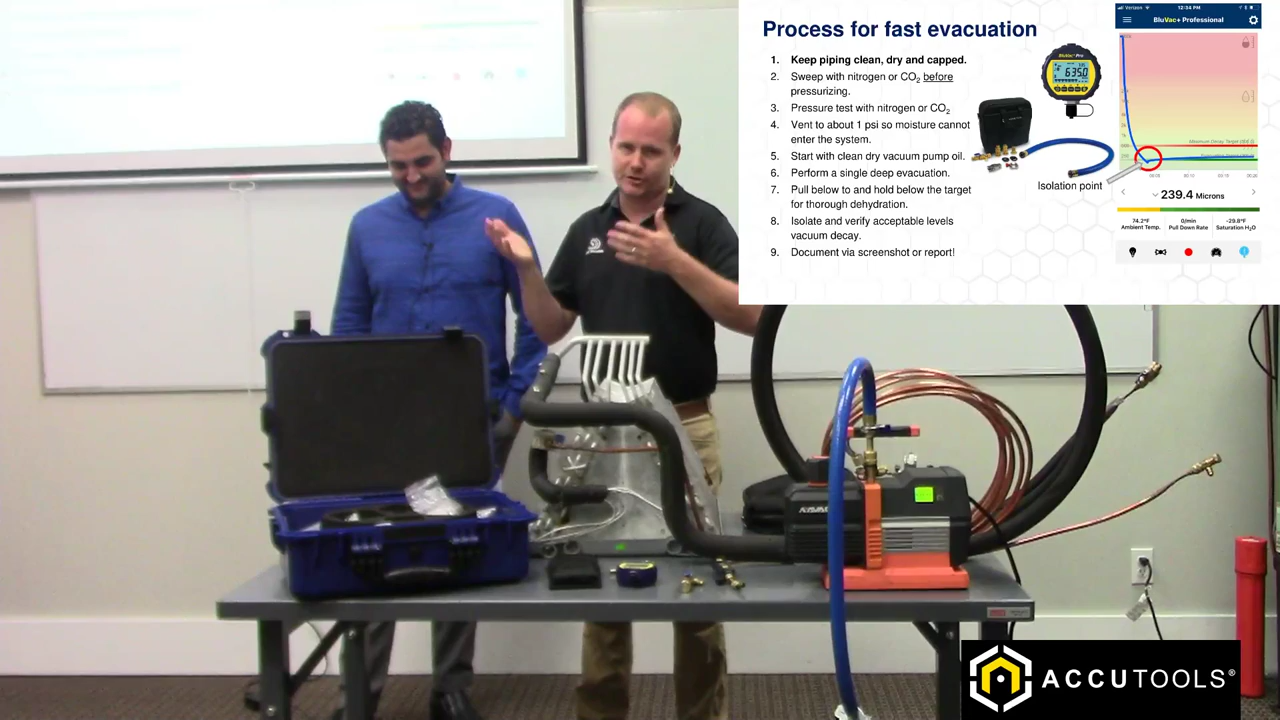 Process for fast evacuation
1. Keep piping clean, dry and capped.
2. Sweep with nitrogen or CO₂ before
pressurizing.
3. Pressure test with nitrogen or CO₂
4. Vent to about 1 psi so moisture cannot
enter the system.
5. Start with clean dry vacuum pump oil.
6. Perform a single deep evacuation.
7. Pull below to and hold below the target
for thorough dehydration.
8. Isolate and verify acceptable levels
vacuum decay.
9. Document via screenshot or report!
Isolation point
Verizon 12:34 PM
BluVac+ Professional
239.4 Microns
74.2°F 0/min -29.8°F
Ambient Temp. Pull Down Rate Saturation H₂O
ACCUTOOLS®